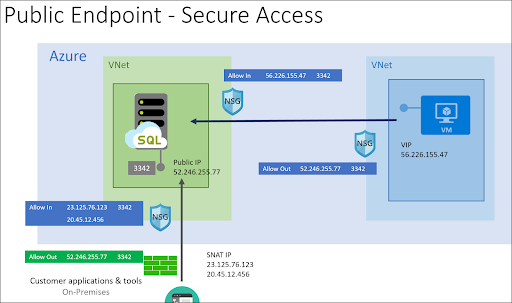 Public Endpoint - Secure Access
Azure
VNet
VNet
Allow In 56.226.155.47 3342
NSG
SQL
VM
NSG
VIP
56.226.155.47
3342
Public IP
52.246.255.77
Allow Out 52.246.255.77 3342
Allow In 23.125.76.123 3342
20.45.12.456
NSG
Allow Out 52.246.255.77 3342
SNAT IP
23.125.76.123
20.45.12.456
Customer applications & tools
On-Premises